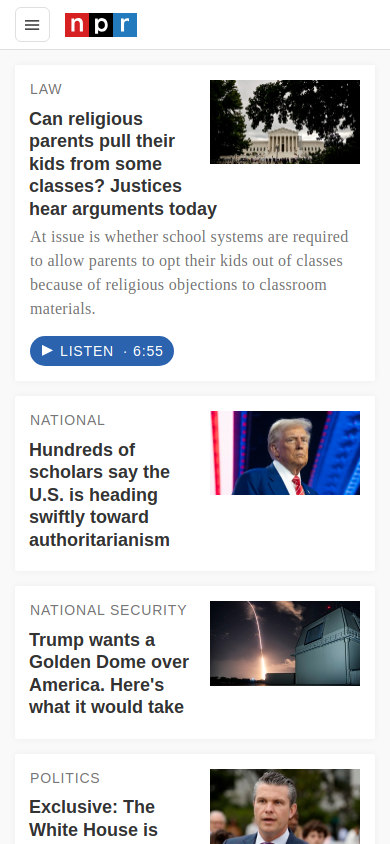 npr
LAW
Can religious
parents pull their
kids from some
classes? Justices
hear arguments today
At issue is whether school systems are required
to allow parents to opt their kids out of classes
because of religious objections to classroom
materials.
LISTEN · 6:55
NATIONAL
Hundreds of
scholars say the
U.S. is heading
swiftly toward
authoritarianism
NATIONAL SECURITY
Trump wants a
Golden Dome over
America. Here's
what it would take
POLITICS
Exclusive: The
White House is